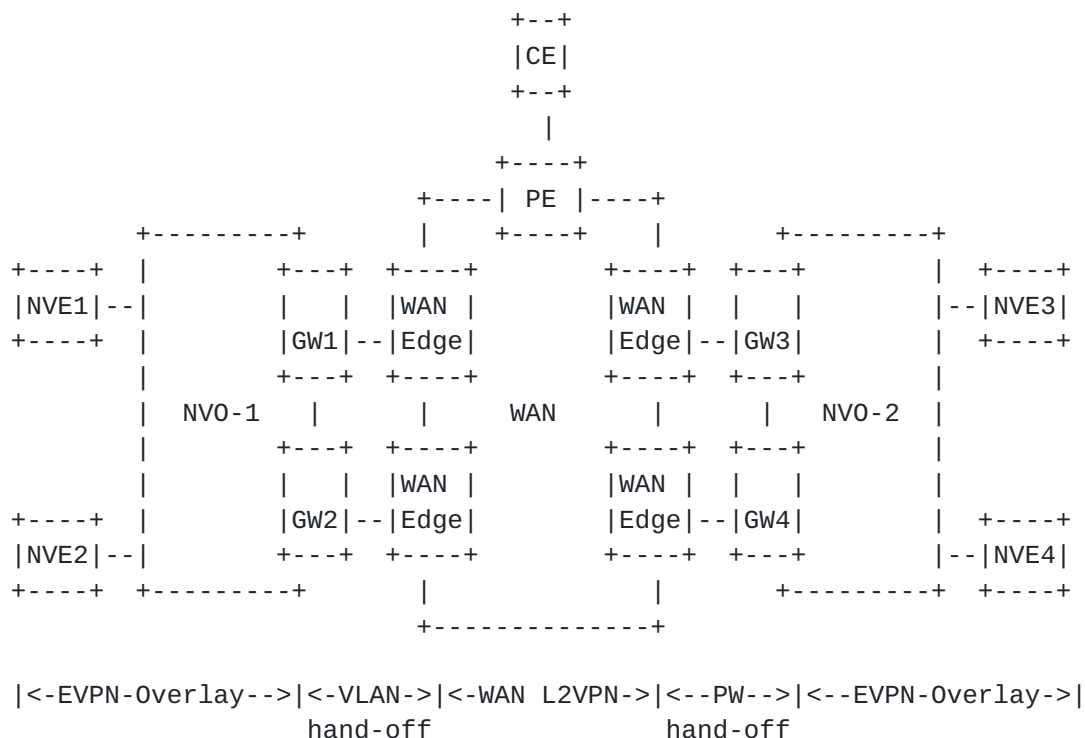 CE
PE
NVE1 WAN WAN NVE3
GW1 Edge Edge GW3
NVO-1 WAN NVO-2
WAN WAN
GW2 Edge Edge GW4
NVE2 NVE4
|<-EVPN-Overlay-->|<-VLAN->|<-WAN L2VPN->|<--PW-->|<--EVPN-Overlay->|
hand-off hand-off